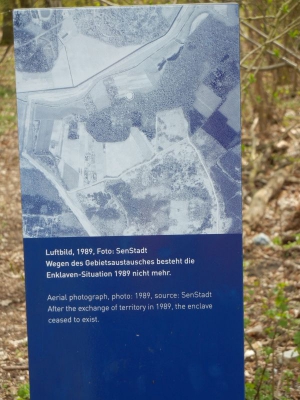 Luftbild, 1989, Foto: SenStadt
Wegen des Gebietsaustausches besteht die
Enklaven-Situation 1989 nicht mehr.
Aerial photograph, photo: 1989, source: SenStadt
After the exchange of territory in 1989, the enclave
ceased to exist.